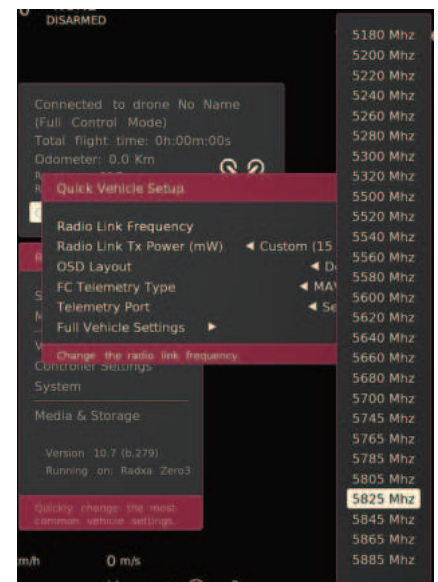 DISARMED
Connected to drone No Name
(Full Control Mode)
Total flight time: 0h:00m:00s
Odometer: 0.0 Km
Quick Vehicle Setup
Radio Link Frequency
Radio Link Tx Power (mW) ◀ Custom (15
OSD Layout ◀ D
FC Telemetry Type ◀ MAV
Telemetry Port ◀ Se
Full Vehicle Settings ▶
Change the radio link frequency
Controller Settings
System
Media & Storage
Version 10.7 (b.279)
Running on: Radxa Zero3
Quickly change the most
common vehicle settings.
m/h 0 m/s
5180 Mhz
5200 Mhz
5220 Mhz
5240 Mhz
5260 Mhz
5280 Mhz
5300 Mhz
5320 Mhz
5500 Mhz
5520 Mhz
5540 Mhz
5560 Mhz
5580 Mhz
5600 Mhz
5620 Mhz
5640 Mhz
5660 Mhz
5680 Mhz
5700 Mhz
5745 Mhz
5765 Mhz
5785 Mhz
5805 Mhz
5825 Mhz
5845 Mhz
5865 Mhz
5885 Mhz